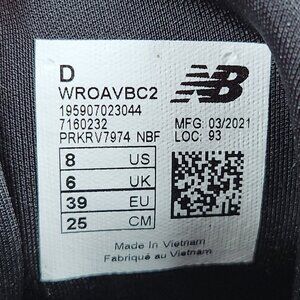 D
WROAVBC2
195907023044
7160232
PRKRV7974 NBF
NB
MFG: 03/2021
LOC: 93
8 US
6 UK
39 EU
25 CM
Made In Vietnam
Fabriqué au Vietnam